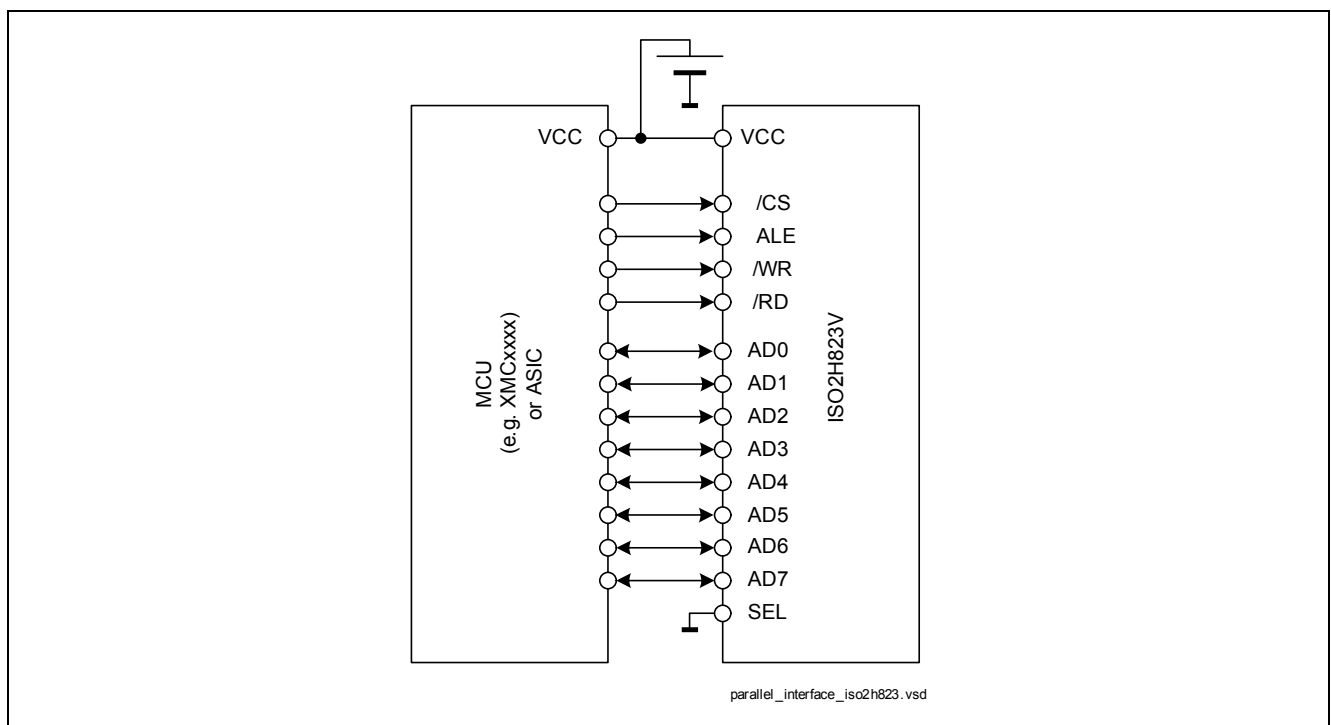 VCC
VCC
/CS
ALE
/WR
/RD
AD0
AD1
AD2
AD3
AD4
AD5
AD6
AD7
SEL
MCU
(e.g. XMCxxxx)
or ASIC
ISO2H823V
parallel_interface_iso2h823.vsd